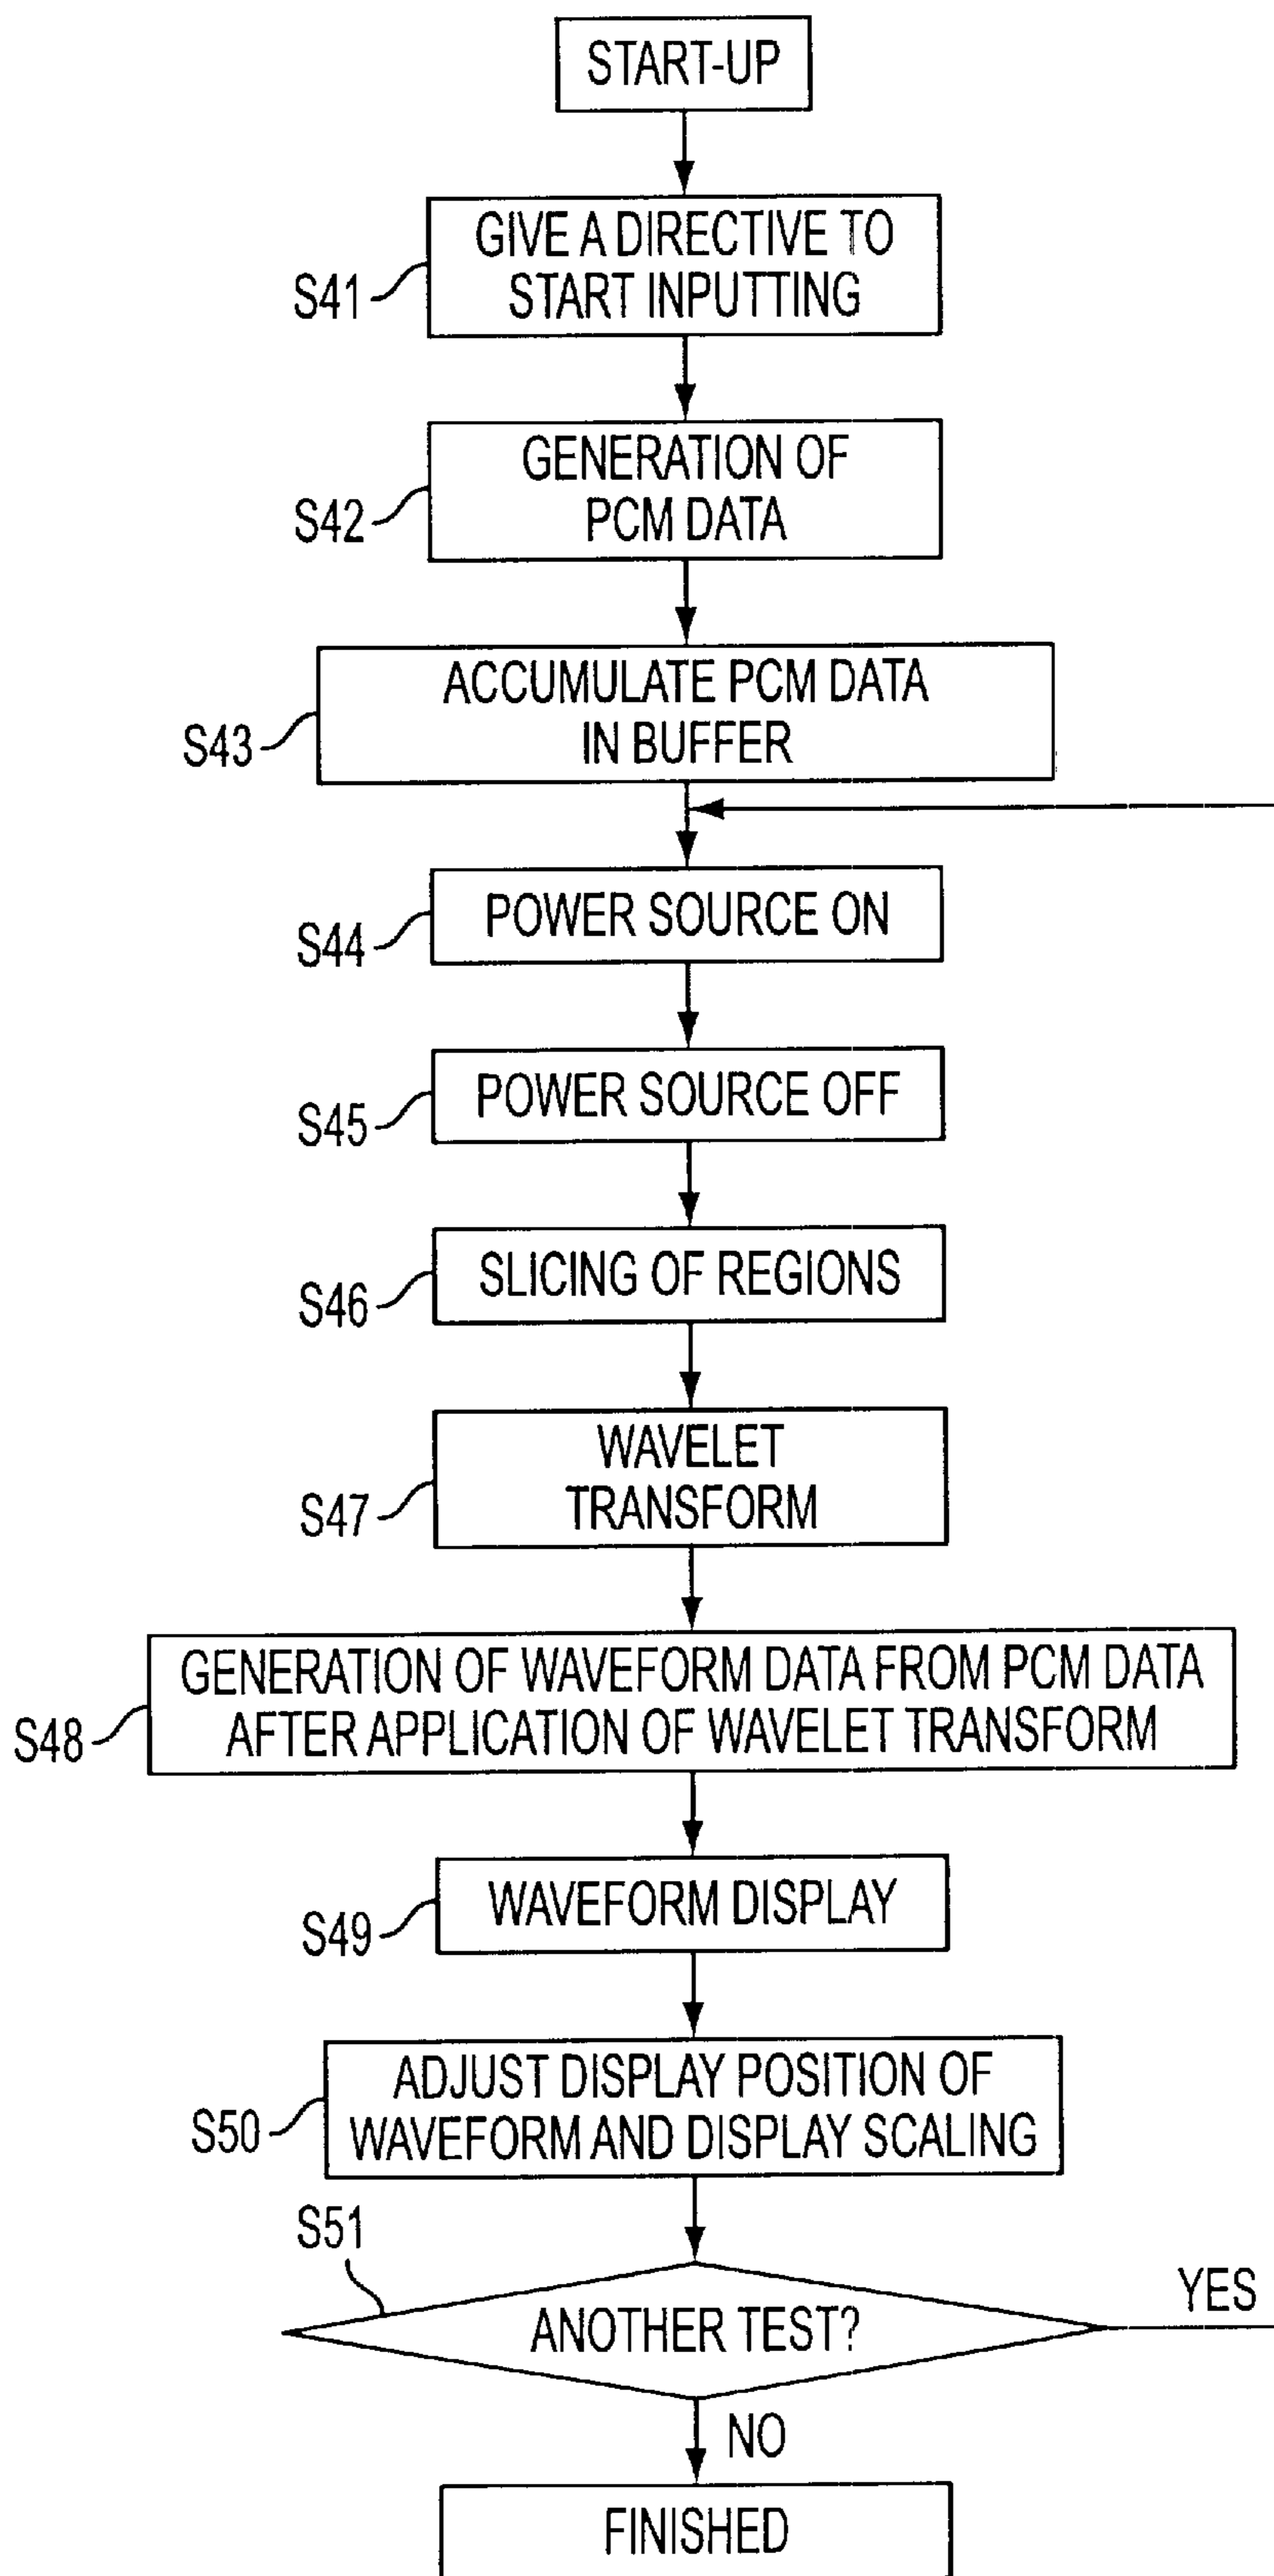 START-UP
GIVE A DIRECTIVE TO
START INPUTTING
S41
GENERATION OF
PCM DATA
S42
ACCUMULATE PCM DATA
IN BUFFER
S43
POWER SOURCE ON
S44
POWER SOURCE OFF
S45
SLICING OF REGIONS
S46
WAVELET
TRANSFORM
S47
GENERATION OF WAVEFORM DATA FROM PCM DATA
AFTER APPLICATION OF WAVELET TRANSFORM
S48
WAVEFORM DISPLAY
S49
ADJUST DISPLAY POSITION OF
WAVEFORM AND DISPLAY SCALING
S50
S51
ANOTHER TEST?
YES
NO
FINISHED